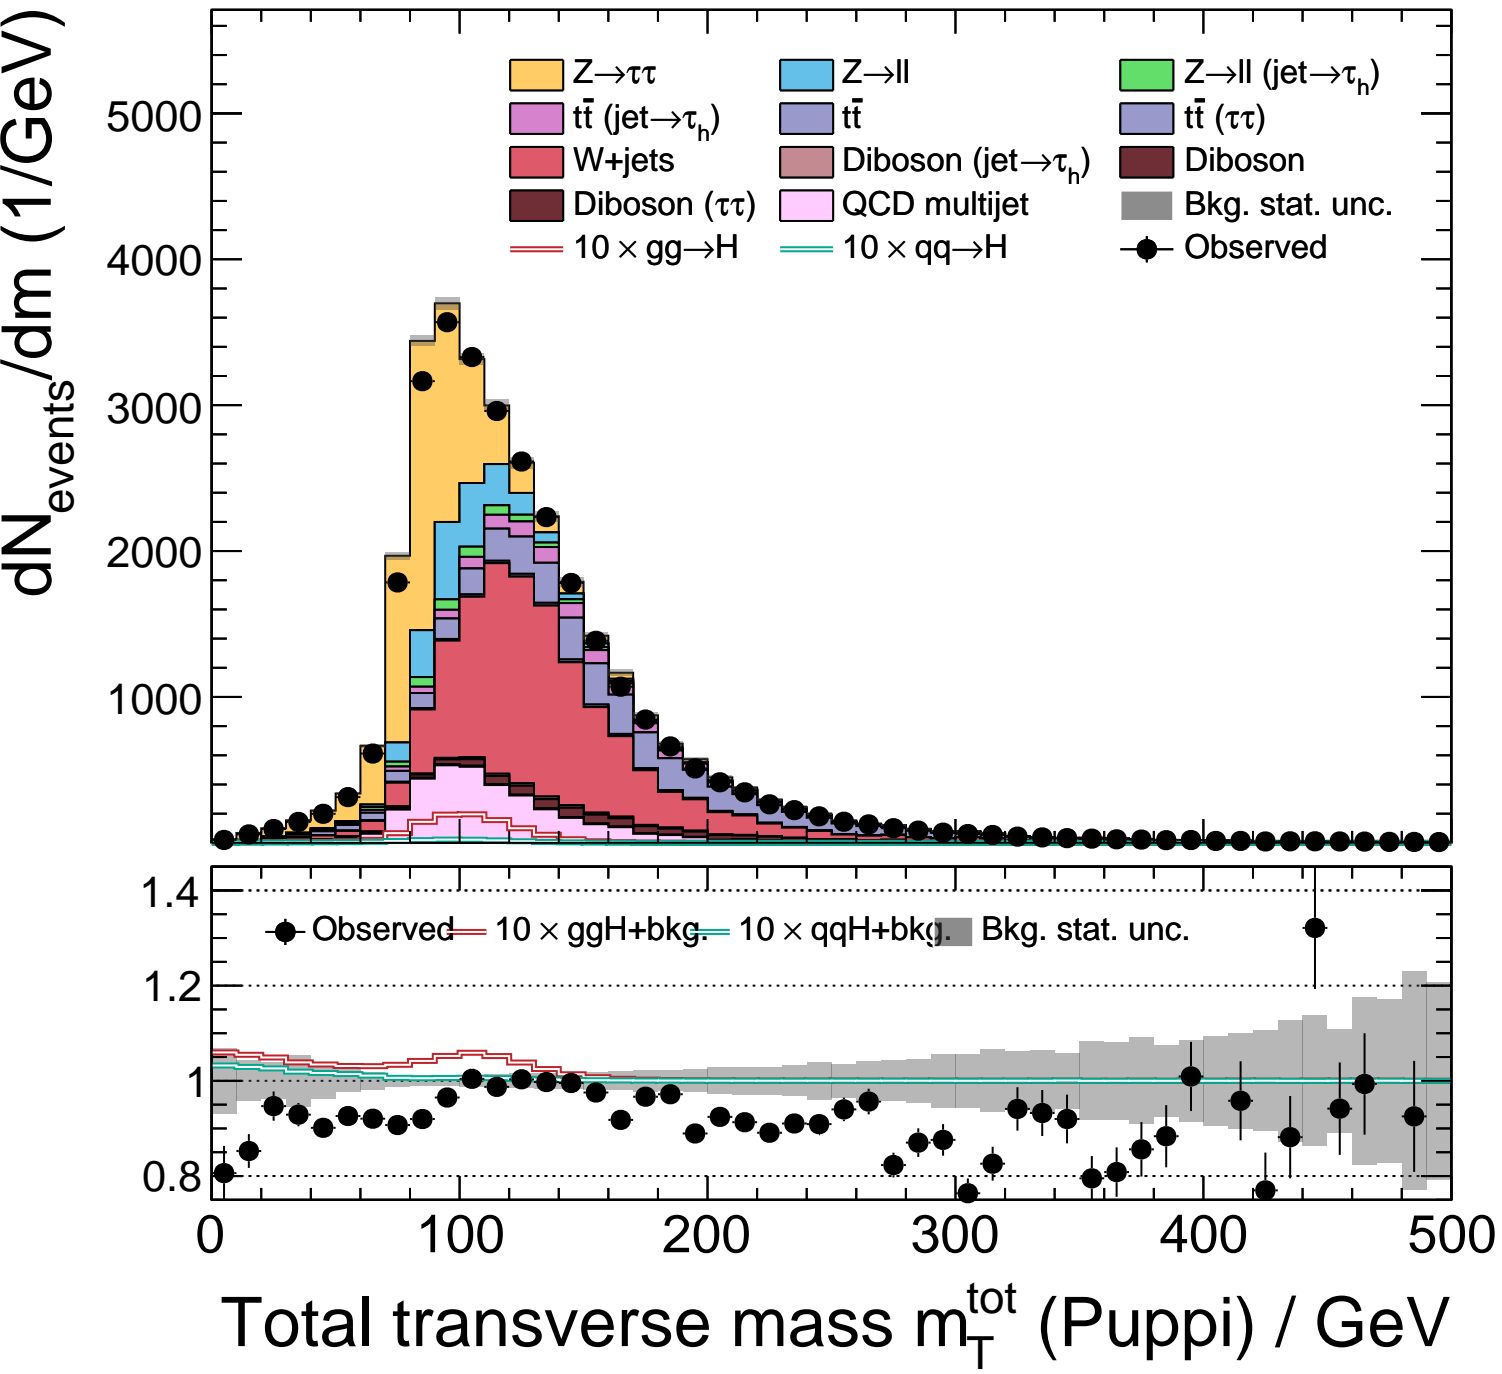 dN_events/dm (1/GeV)
5000
4000
3000
2000
1000
Z→ττ Z→ll Z→ll (jet→τ_h)
tt̄ (jet→τ_h) tt̄ tt̄ (ττ)
W+jets Diboson (jet→τ_h) Diboson
Diboson (ττ) QCD multijet Bkg. stat. unc.
10 × gg→H 10 × qq→H Observed
1.4
1.2
1
0.8
Observed 10 × ggH+bkg. 10 × qqH+bkg. Bkg. stat. unc.
0 100 200 300 400 500
Total transverse mass m_T^tot (Puppi) / GeV